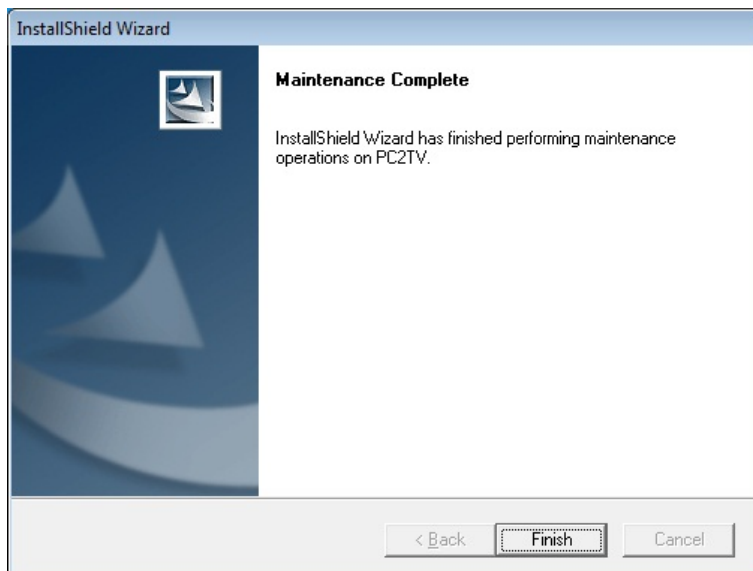 InstallShield Wizard
Maintenance Complete
InstallShield Wizard has finished performing maintenance
operations on PC2TV.
< Back Finish Cancel